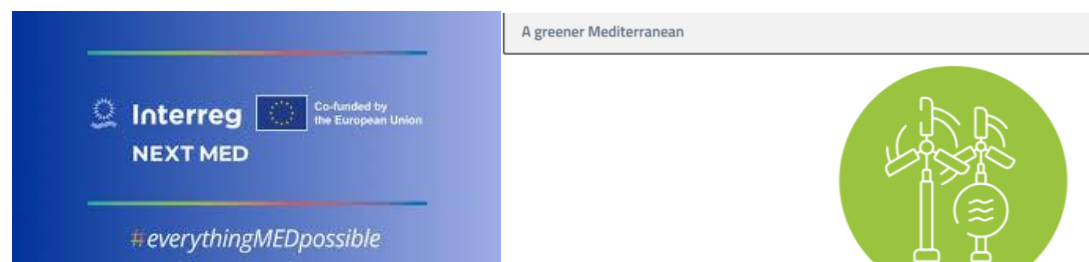 Interreg
Co-funded by
the European Union
NEXT MED
#everythingMEDpossible
A greener Mediterranean